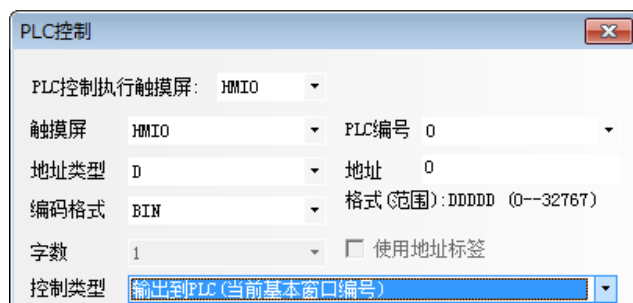 PLC控制
PLC控制执行触摸屏: HMI0
触摸屏 HMI0 PLC编号 0
地址类型 D 地址 0
编码格式 BIN 格式(范围):DDDDD (0--32767)
字数 1 使用地址标签
控制类型 输出到PLC(当前基本窗口编号)